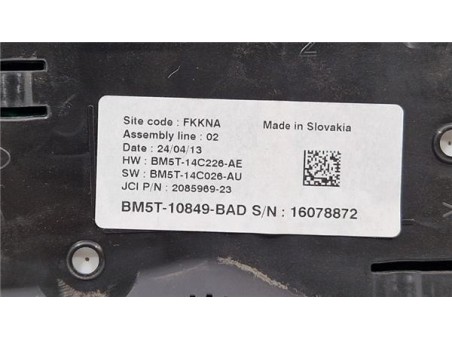 Site code : FKKNA
Made in Slovakia
Assembly line : 02
Date : 24/04/13
HW : BM5T-14C226-AE
SW : BM5T-14C026-AU
JCI P/N : 2085969-23
BM5T-10849-BAD S/N : 16078872